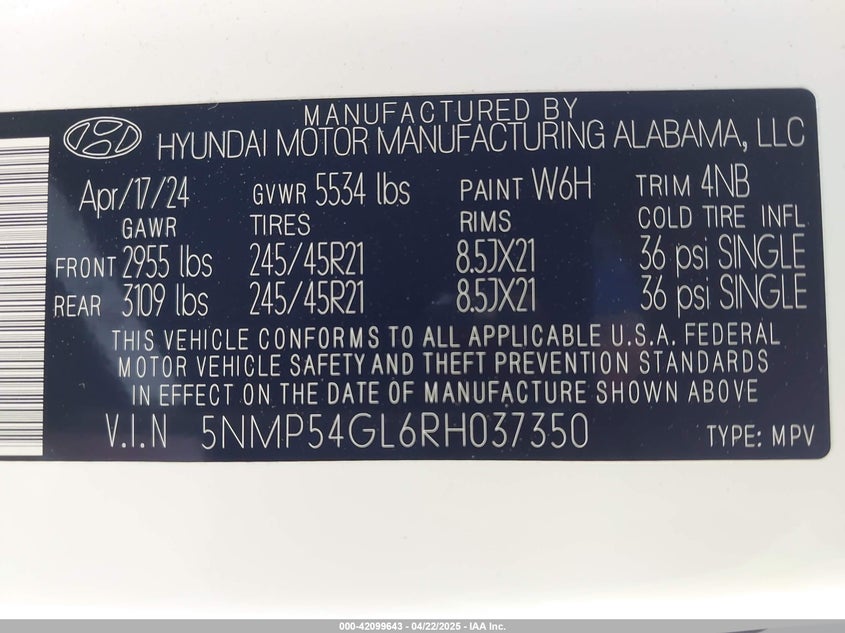 MANUFACTURED BY
HYUNDAI MOTOR MANUFACTURING ALABAMA, LLC
Apr/17/24 GVWR 5534 lbs PAINT W6H TRIM 4NB
GAWR TIRES RIMS COLD TIRE INFL
FRONT 2955 lbs 245/45R21 8.5JX21 36 psi SINGLE
REAR 3109 lbs 245/45R21 8.5JX21 36 psi SINGLE
THIS VEHICLE CONFORMS TO ALL APPLICABLE U.S.A. FEDERAL
MOTOR VEHICLE SAFETY AND THEFT PREVENTION STANDARDS
IN EFFECT ON THE DATE OF MANUFACTURE SHOWN ABOVE
V.I.N 5NMP54GL6RH037350 TYPE: MPV
000-42099643 - 04/22/2025 - IAA Inc.